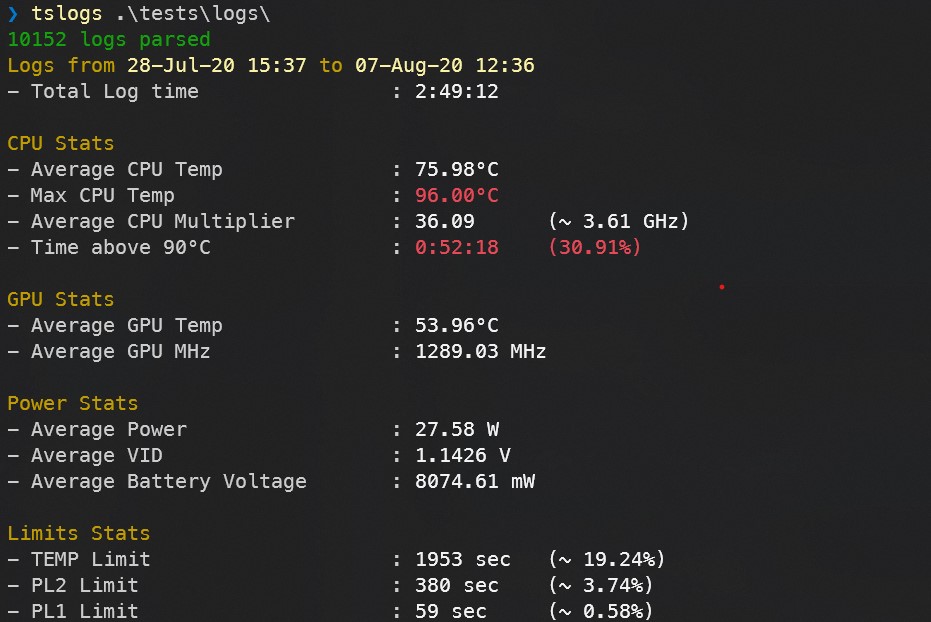 ❯ tslogs .\tests\logs\
10152 logs parsed
Logs from 28-Jul-20 15:37 to 07-Aug-20 12:36
- Total Log time : 2:49:12
CPU Stats
- Average CPU Temp : 75.98°C
- Max CPU Temp : 96.00°C
- Average CPU Multiplier : 36.09 (~ 3.61 GHz)
- Time above 90°C : 0:52:18 (30.91%)
GPU Stats
- Average GPU Temp : 53.96°C
- Average GPU MHz : 1289.03 MHz
Power Stats
- Average Power : 27.58 W
- Average VID : 1.1426 V
- Average Battery Voltage : 8074.61 mW
Limits Stats
- TEMP Limit : 1953 sec (~ 19.24%)
- PL2 Limit : 380 sec (~ 3.74%)
- PL1 Limit : 59 sec (~ 0.58%)